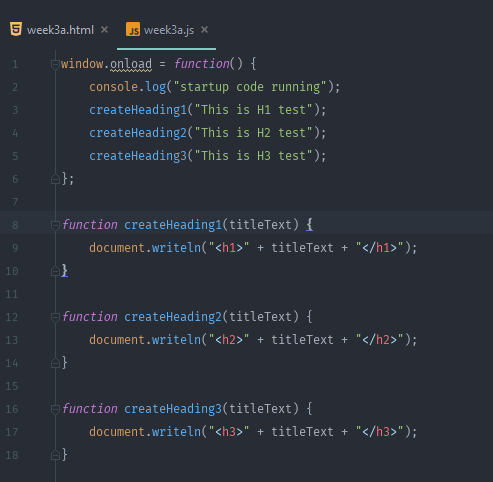 week3a.html × week3a.js ×
1 window.onload = function() {
2 console.log("startup code running");
3 createHeading1("This is H1 test");
4 createHeading2("This is H2 test");
5 createHeading3("This is H3 test");
6 };
7
8 function createHeading1(titleText) {
9 document.writeln("<h1>" + titleText + "</h1>");
10 }
11
12 function createHeading2(titleText) {
13 document.writeln("<h2>" + titleText + "</h2>");
14 }
15
16 function createHeading3(titleText) {
17 document.writeln("<h3>" + titleText + "</h3>");
18 }